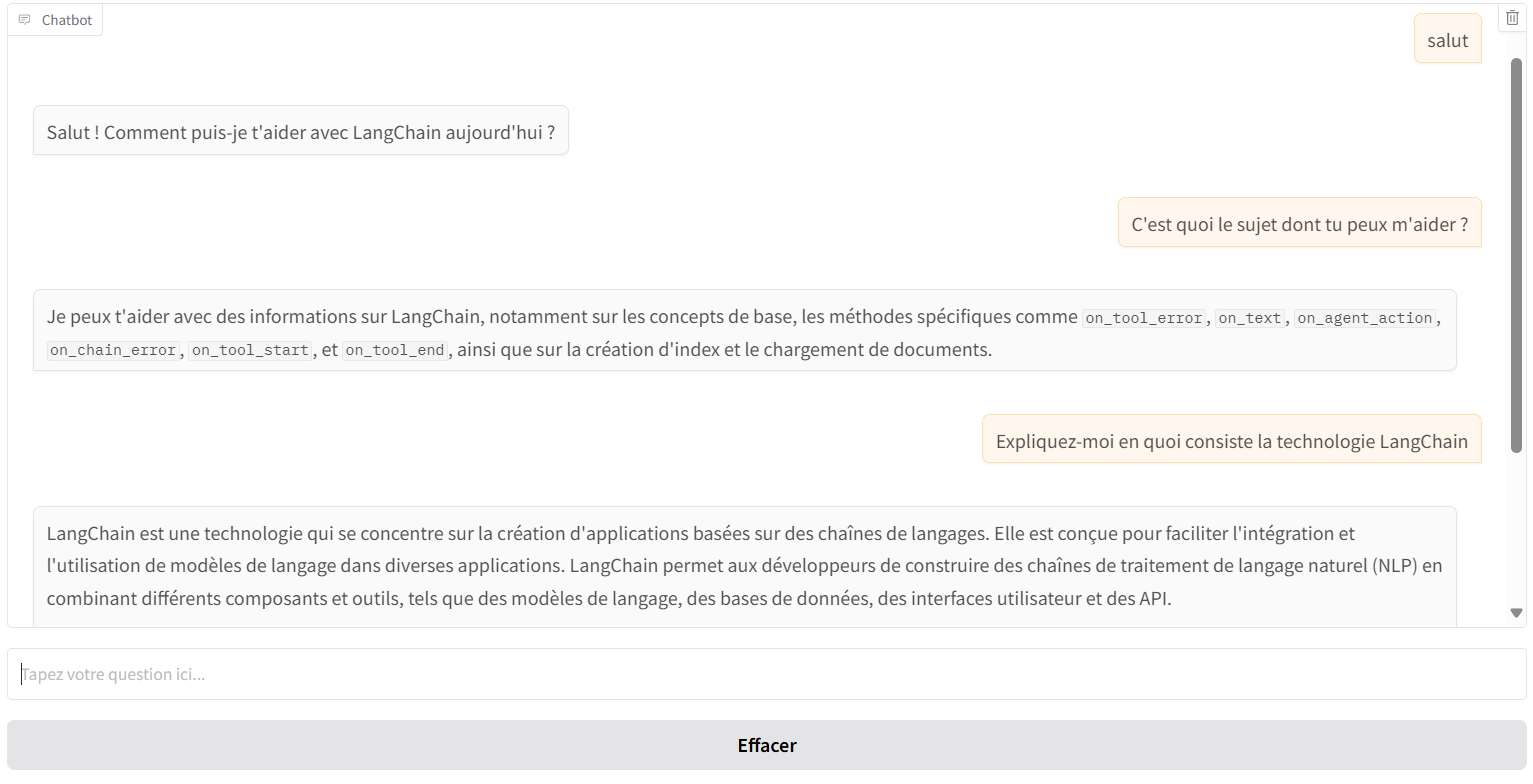 Chatbot
salut
Salut ! Comment puis-je t'aider avec LangChain aujourd'hui ?
C'est quoi le sujet dont tu peux m'aider ?
Je peux t'aider avec des informations sur LangChain, notamment sur les concepts de base, les méthodes spécifiques comme on_tool_error, on_text, on_agent_action,
on_chain_error, on_tool_start, et on_tool_end, ainsi que sur la création d'index et le chargement de documents.
Expliquez-moi en quoi consiste la technologie LangChain
LangChain est une technologie qui se concentre sur la création d'applications basées sur des chaînes de langages. Elle est conçue pour faciliter l'intégration et
l'utilisation de modèles de langage dans diverses applications. LangChain permet aux développeurs de construire des chaînes de traitement de langage naturel (NLP) en
combinant différents composants et outils, tels que des modèles de langage, des bases de données, des interfaces utilisateur et des API.
Tapez votre question ici...
Effacer